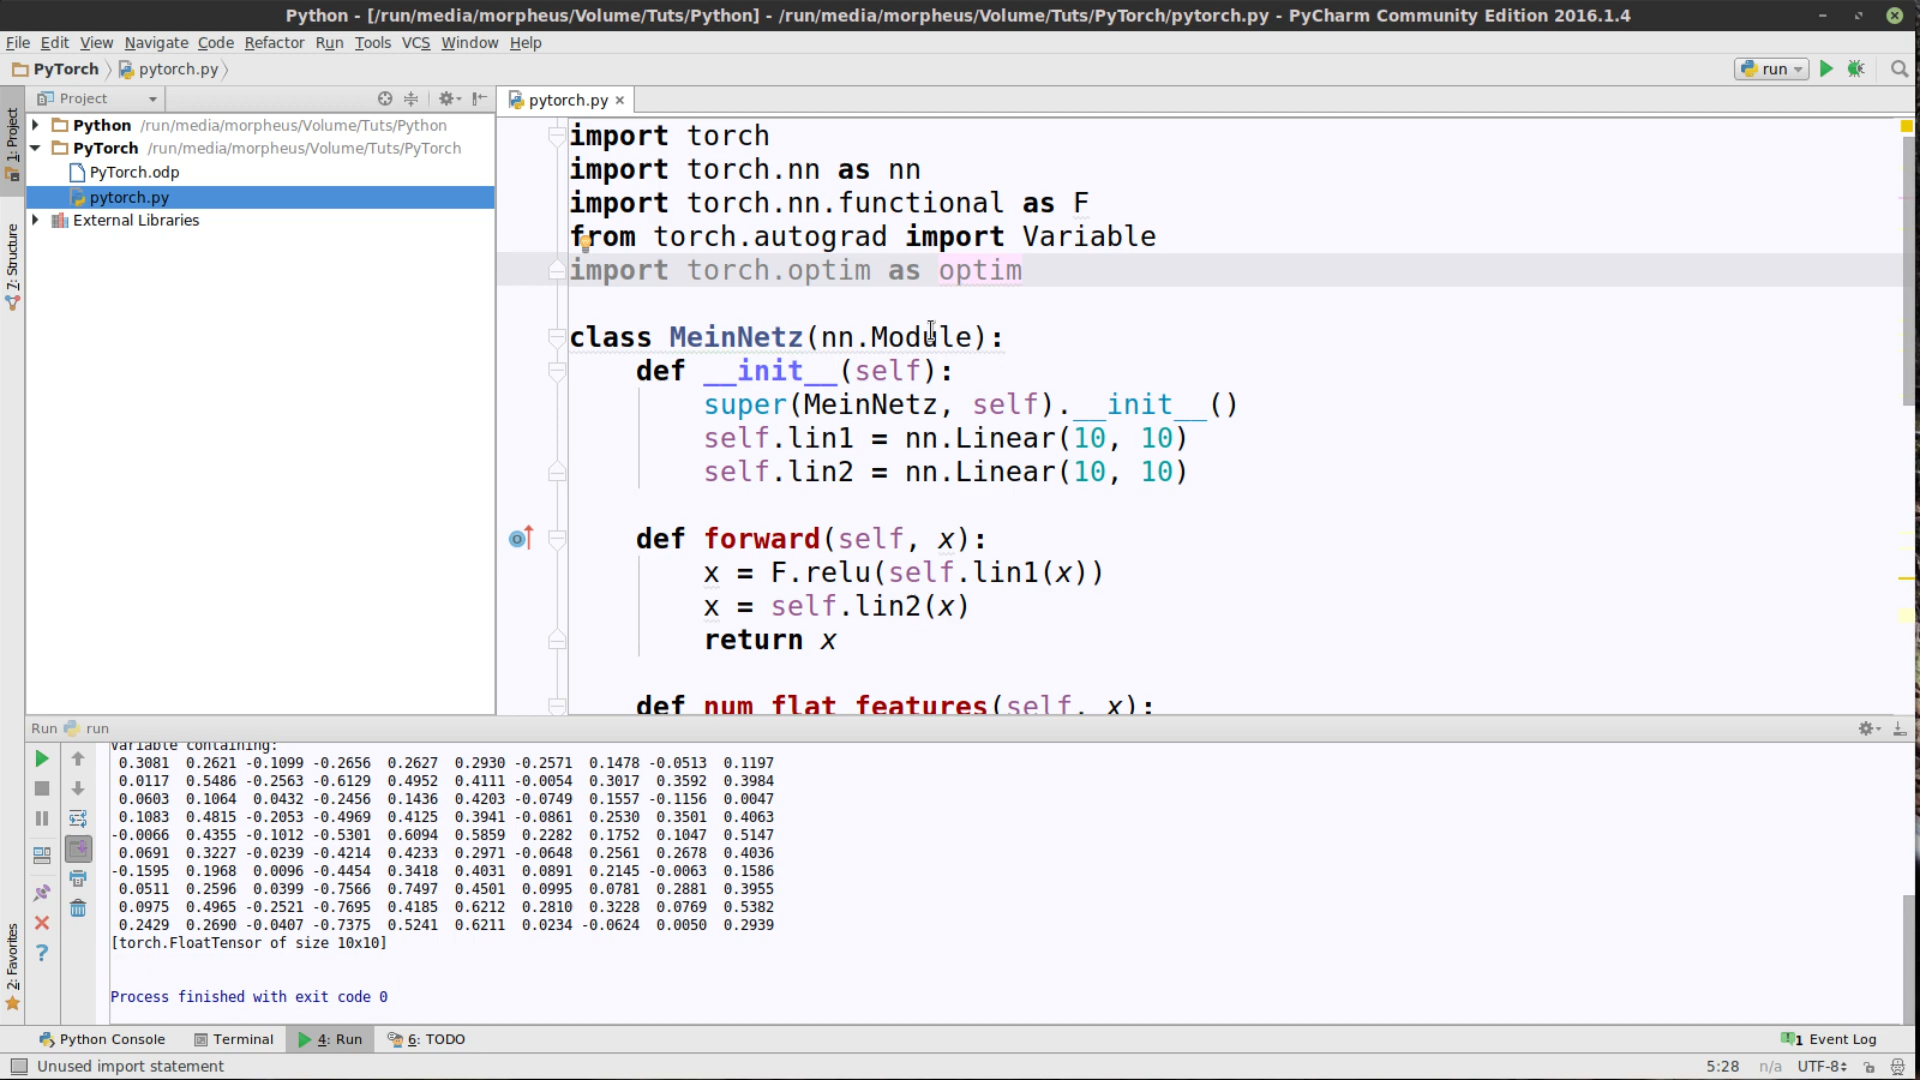 Python - [/run/media/morpheus/Volume/Tuts/Python] - /run/media/morpheus/Volume/Tuts/PyTorch/pytorch.py - PyCharm Community Edition 2016.1.4
File Edit View Navigate Code Refactor Run Tools VCS Window Help
PyTorch pytorch.py run
Project
pytorch.py
1: Project
7: Structure
2: Favorites
Python /run/media/morpheus/Volume/Tuts/Python
PyTorch /run/media/morpheus/Volume/Tuts/PyTorch
PyTorch.odp
pytorch.py
External Libraries
import torch
import torch.nn as nn
import torch.nn.functional as F
from torch.autograd import Variable
import torch.optim as optim
class MeinNetz(nn.Module):
def __init__(self):
super(MeinNetz, self).__init__()
self.lin1 = nn.Linear(10, 10)
self.lin2 = nn.Linear(10, 10)
def forward(self, x):
x = F.relu(self.lin1(x))
x = self.lin2(x)
return x
def num_flat_features(self, x):
Run run
Variable containing:
0.3081 0.2621 -0.1099 -0.2656 0.2627 0.2930 -0.2571 0.1478 -0.0513 0.1197
0.0117 0.5486 -0.2563 -0.6129 0.4952 0.4111 -0.0054 0.3017 0.3592 0.3984
0.0603 0.1064 0.0432 -0.2456 0.1436 0.4203 -0.0749 0.1557 -0.1156 0.0047
0.1083 0.4815 -0.2053 -0.4969 0.4125 0.3941 -0.0861 0.2530 0.3501 0.4063
-0.0066 0.4355 -0.1012 -0.5301 0.6094 0.5859 0.2282 0.1752 0.1047 0.5147
0.0691 0.3227 -0.0239 -0.4214 0.4233 0.2971 -0.0648 0.2561 0.2678 0.4036
-0.1595 0.1968 0.0096 -0.4454 0.3418 0.4031 0.0891 0.2145 -0.0063 0.1586
0.0511 0.2596 0.0399 -0.7566 0.7497 0.4501 0.0995 0.0781 0.2881 0.3955
0.0975 0.4965 -0.2521 -0.7695 0.4185 0.6212 0.2810 0.3228 0.0769 0.5382
0.2429 0.2690 -0.0407 -0.7375 0.5241 0.6211 0.0234 -0.0624 0.0050 0.2939
[torch.FloatTensor of size 10x10]
Process finished with exit code 0
Python Console Terminal 4: Run 6: TODO 1 Event Log
Unused import statement 5:28 n/a UTF-8